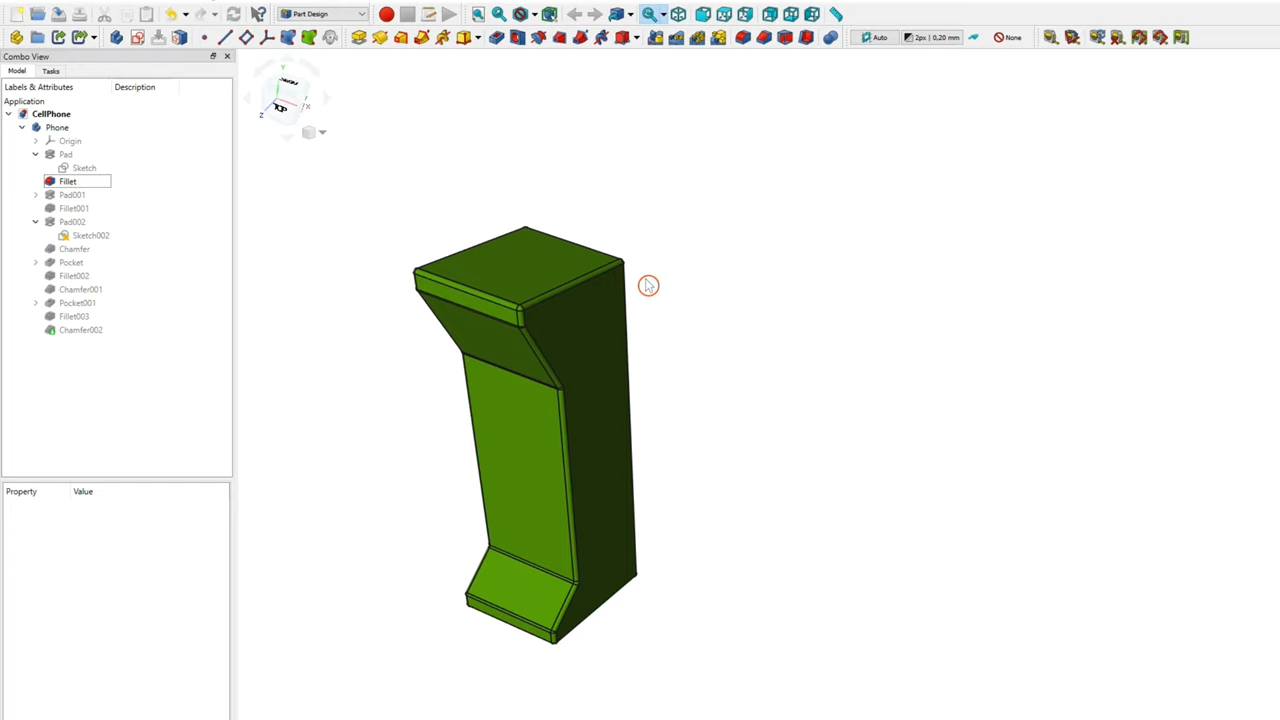 Part Design
Auto
2px | 0,20 mm
None
Combo View
Model
Tasks
Labels & Attributes
Description
Application
CellPhone
Phone
Origin
Pad
Sketch
Fillet
Pad001
Fillet001
Pad002
Sketch002
Chamfer
Pocket
Fillet002
Chamfer001
Pocket001
Fillet003
Chamfer002
Property
Value
Y
TOP
X
Z